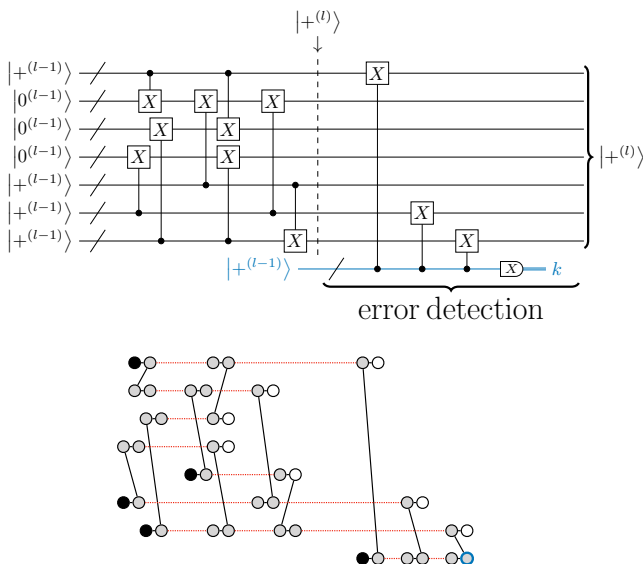 |+^{(l)}⟩
|+^{(l-1)}⟩ X
|0^{(l-1)}⟩ X X X
|0^{(l-1)}⟩ X X
|0^{(l-1)}⟩ X X |+^{(l)}⟩
|+^{(l-1)}⟩
|+^{(l-1)}⟩ X
|+^{(l-1)}⟩ X X
|+^{(l-1)}⟩ X k
error detection